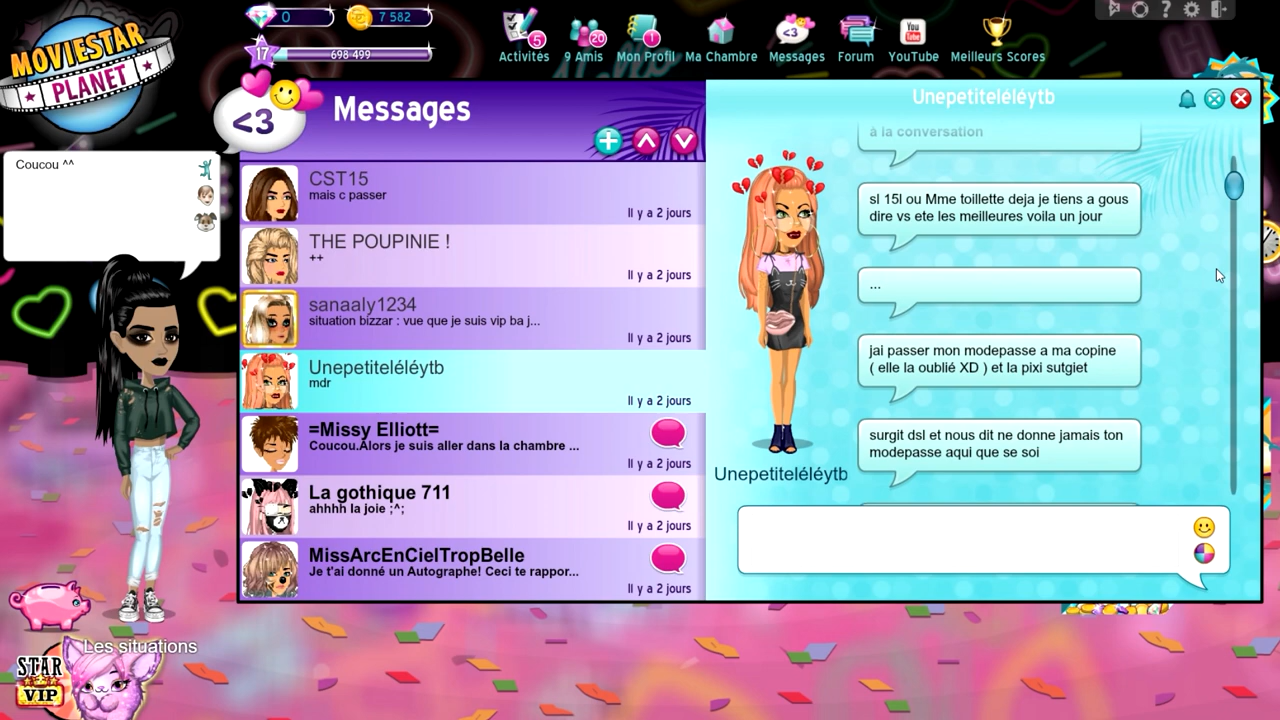 MOVIESTAR
PLANET
0
7 582
17
698 499
5
Activités
20
9 Amis
1
Mon Profil
Ma Chambre
<3
Messages
Forum
You
Tube
YouTube
Meilleurs Scores
Coucou ^^
<3
Messages
CST15
mais c passer
Il y a 2 jours
THE POUPINIE !
++
Il y a 2 jours
sanaaly1234
situation bizzar : vue que je suis vip ba j...
Il y a 2 jours
Unepetiteléléytb
mdr
Il y a 2 jours
=Missy Elliott=
Coucou.Alors je suis aller dans la chambre ...
Il y a 2 jours
La gothique 711
ahhhh la joie ;^;
Il y a 2 jours
MissArcEnCielTropBelle
Je t'ai donné un Autographe! Ceci te rappor...
Il y a 2 jours
Unepetiteléléytb
à la conversation
sl 15l ou Mme toillette deja je tiens a gous
dire vs ete les meilleures voila un jour
...
jai passer mon modepasse a ma copine
( elle la oublié XD ) et la pixi sutgiet
surgit dsl et nous dit ne donne jamais ton
modepasse aqui que se soi
Unepetiteléléytb
Les situations
STAR
VIP